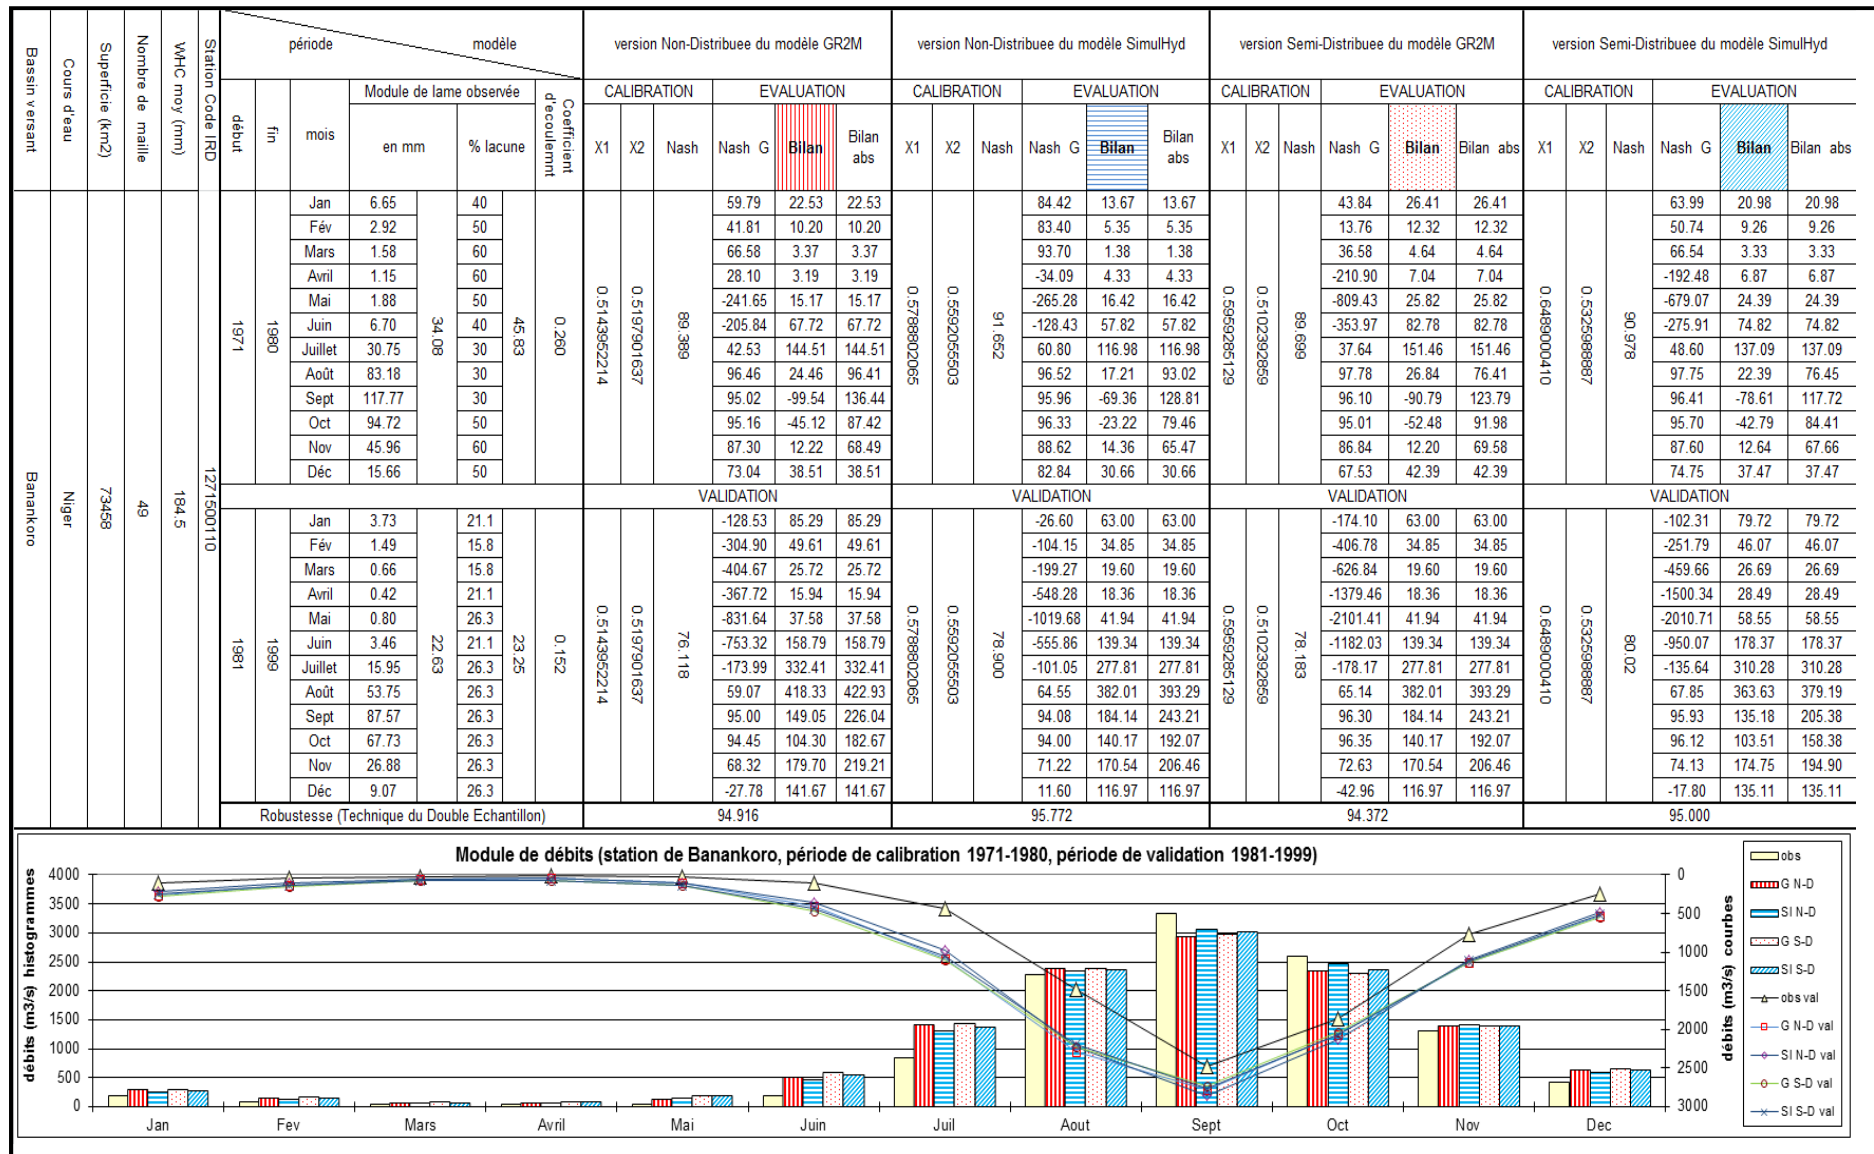 Bassin versant
Cours d'eau
Superficie (km2)
Nombre de maille
WHC moy (mm)
Station Code IRD
période modèle version Non-Distribuee du modèle GR2M version Non-Distribuee du modèle SimulHyd version Semi-Distribuee du modèle GR2M version Semi-Distribuee du modèle SimulHyd
début fin mois Module de lame observée Coefficient d'ecoulemnt CALIBRATION EVALUATION CALIBRATION EVALUATION CALIBRATION EVALUATION CALIBRATION EVALUATION
en mm % lacune X1 X2 Nash Nash G Bilan Bilan abs X1 X2 Nash Nash G Bilan Bilan abs X1 X2 Nash Nash G Bilan Bilan abs X1 X2 Nash Nash G Bilan Bilan abs
Banankoro
Niger
73458
49
184.5
1271500110
1971 1980 34.08 45.83 0.260 0.5143952214 0.5197901637 89.389 0.5788802065 0.5592055503 91.652 0.5959285129 0.5102392859 89.699 0.6489000410 0.5325988887 90.978
Jan 6.65 40 59.79 22.53 22.53 84.42 13.67 13.67 43.84 26.41 26.41 63.99 20.98 20.98
Fév 2.92 50 41.81 10.20 10.20 83.40 5.35 5.35 13.76 12.32 12.32 50.74 9.26 9.26
Mars 1.58 60 66.58 3.37 3.37 93.70 1.38 1.38 36.58 4.64 4.64 66.54 3.33 3.33
Avril 1.15 60 28.10 3.19 3.19 -34.09 4.33 4.33 -210.90 7.04 7.04 -192.48 6.87 6.87
Mai 1.88 50 -241.65 15.17 15.17 -265.28 16.42 16.42 -809.43 25.82 25.82 -679.07 24.39 24.39
Juin 6.70 40 -205.84 67.72 67.72 -128.43 57.82 57.82 -353.97 82.78 82.78 -275.91 74.82 74.82
Juillet 30.75 30 42.53 144.51 144.51 60.80 116.98 116.98 37.64 151.46 151.46 48.60 137.09 137.09
Août 83.18 30 96.46 24.46 96.41 96.52 17.21 93.02 97.78 26.84 76.41 97.75 22.39 76.45
Sept 117.77 30 95.02 -99.54 136.44 95.96 -69.36 128.81 96.10 -90.79 123.79 96.41 -78.61 117.72
Oct 94.72 50 95.16 -45.12 87.42 96.33 -23.22 79.46 95.01 -52.48 91.98 95.70 -42.79 84.41
Nov 45.96 60 87.30 12.22 68.49 88.62 14.36 65.47 86.84 12.20 69.58 87.60 12.64 67.66
Déc 15.66 50 73.04 38.51 38.51 82.84 30.66 30.66 67.53 42.39 42.39 74.75 37.47 37.47
VALIDATION VALIDATION VALIDATION VALIDATION
1981 1999 22.63 23.25 0.152 0.5143952214 0.5197901637 76.118 0.5788802065 0.5592055503 78.900 0.5959285129 0.5102392859 78.183 0.6489000410 0.5325988887 80.02
Jan 3.73 21.1 -128.53 85.29 85.29 -26.60 63.00 63.00 -174.10 63.00 63.00 -102.31 79.72 79.72
Fév 1.49 15.8 -304.90 49.61 49.61 -104.15 34.85 34.85 -406.78 34.85 34.85 -251.79 46.07 46.07
Mars 0.66 15.8 -404.67 25.72 25.72 -199.27 19.60 19.60 -626.84 19.60 19.60 -459.66 26.69 26.69
Avril 0.42 21.1 -367.72 15.94 15.94 -548.28 18.36 18.36 -1379.46 18.36 18.36 -1500.34 28.49 28.49
Mai 0.80 26.3 -831.64 37.58 37.58 -1019.68 41.94 41.94 -2101.41 41.94 41.94 -2010.71 58.55 58.55
Juin 3.46 21.1 -753.32 158.79 158.79 -555.86 139.34 139.34 -1182.03 139.34 139.34 -950.07 178.37 178.37
Juillet 15.95 26.3 -173.99 332.41 332.41 -101.05 277.81 277.81 -178.17 277.81 277.81 -135.64 310.28 310.28
Août 53.75 26.3 59.07 418.33 422.93 64.55 382.01 393.29 65.14 382.01 393.29 67.85 363.63 379.19
Sept 87.57 26.3 95.00 149.05 226.04 94.08 184.14 243.21 96.30 184.14 243.21 95.93 135.18 205.38
Oct 67.73 26.3 94.45 104.30 182.67 94.00 140.17 192.07 96.35 140.17 192.07 96.12 103.51 158.38
Nov 26.88 26.3 68.32 179.70 219.21 71.22 170.54 206.46 72.63 170.54 206.46 74.13 174.75 194.90
Déc 9.07 26.3 -27.78 141.67 141.67 11.60 116.97 116.97 -42.96 116.97 116.97 -17.80 135.11 135.11
Robustesse (Technique du Double Echantillon) 94.916 95.772 94.372 95.000
Module de débits (station de Banankoro, période de calibration 1971-1980, période de validation 1981-1999)
débits (m3/s) histogrammes
4000
3500
3000
2500
2000
1500
1000
500
0
Jan Fev Mars Avril Mai Juin Juil Aout Sept Oct Nov Dec
0
500
1000
1500
2000
2500
3000
débits (m3/s) courbes
obs
G N-D
SI N-D
G S-D
SI S-D
obs val
G N-D val
SI N-D val
G S-D val
SI S-D val